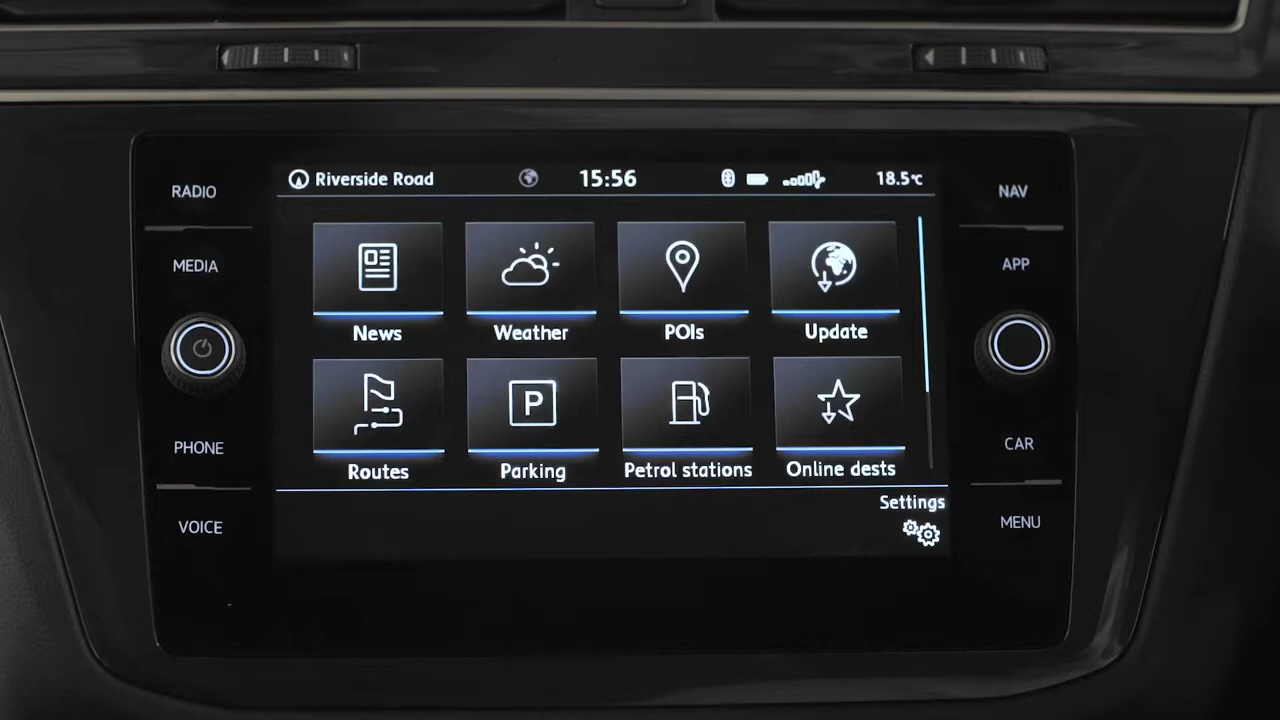 Riverside Road 15:56 18.5°C
RADIO
MEDIA
PHONE
VOICE
News Weather POIs Update
P
Routes Parking Petrol stations Online dests
Settings
NAV
APP
CAR
MENU